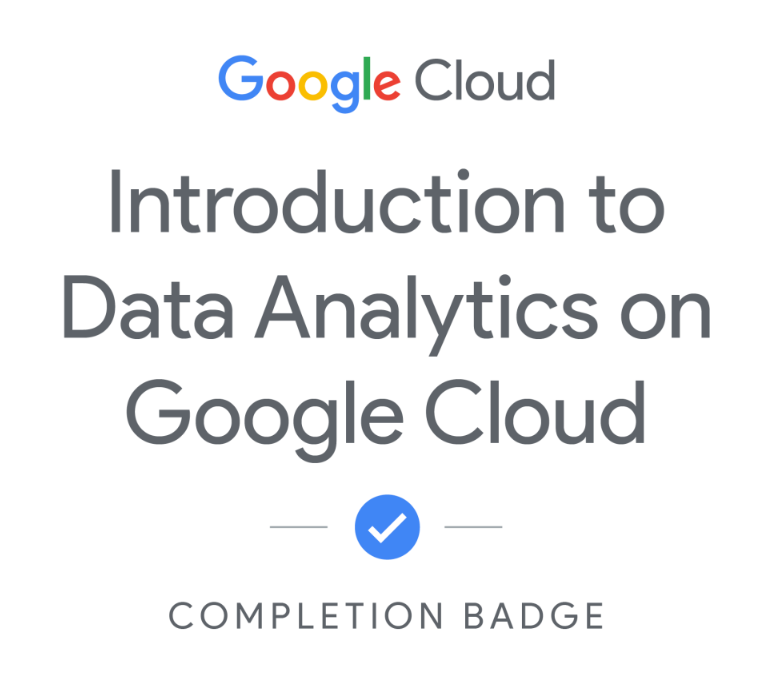 Google Cloud
Introduction to
Data Analytics on
Google Cloud
COMPLETION BADGE